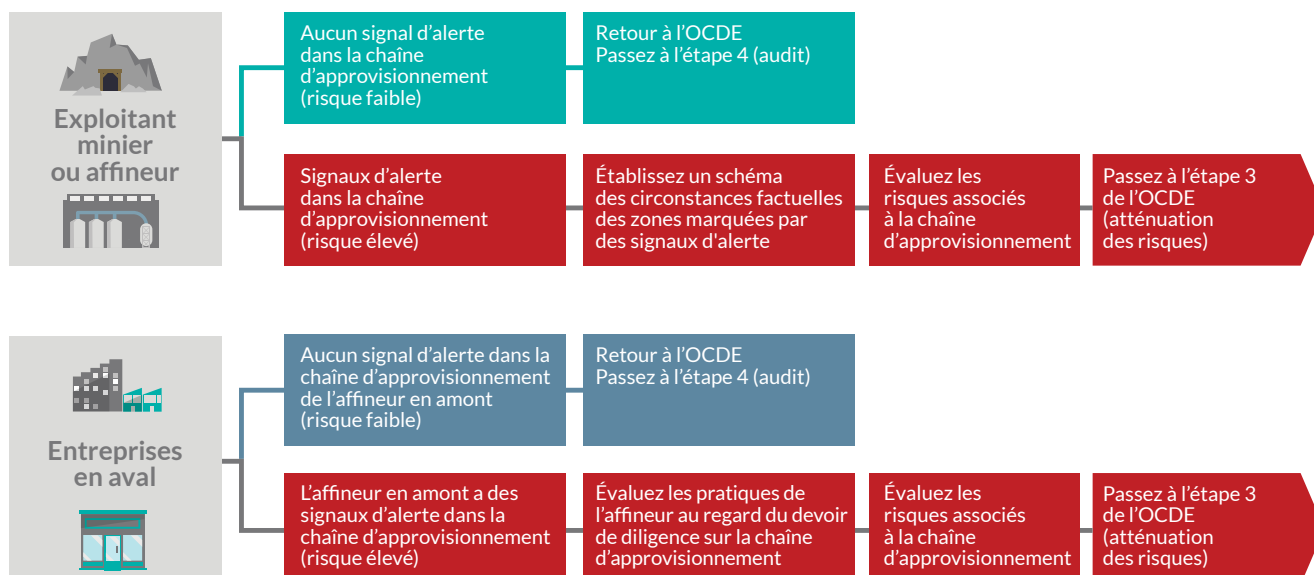 Exploitant
minier
ou affineur
Aucun signal d’alerte
dans la chaîne
d’approvisionnement
(risque faible)
Retour à l’OCDE
Passez à l’étape 4 (audit)
Signaux d’alerte
dans la chaîne
d’approvisionnement
(risque élevé)
Établissez un schéma
des circonstances factuelles
des zones marquées par
des signaux d'alerte
Évaluez les
risques associés
à la chaîne
d’approvisionnement
Passez à l’étape 3
de l’OCDE
(atténuation
des risques)
Entreprises
en aval
Aucun signal d’alerte dans la
chaîne d’approvisionnement
de l’affineur en amont
(risque faible)
Retour à l’OCDE
Passez à l’étape 4 (audit)
L’affineur en amont a des
signaux d’alerte dans la
chaîne d’approvisionnement
(risque élevé)
Évaluez les pratiques de
l’affineur au regard du devoir
de diligence sur la chaîne
d’approvisionnement
Évaluez les
risques associés
à la chaîne
d’approvisionnement
Passez à l’étape 3
de l’OCDE
(atténuation
des risques)